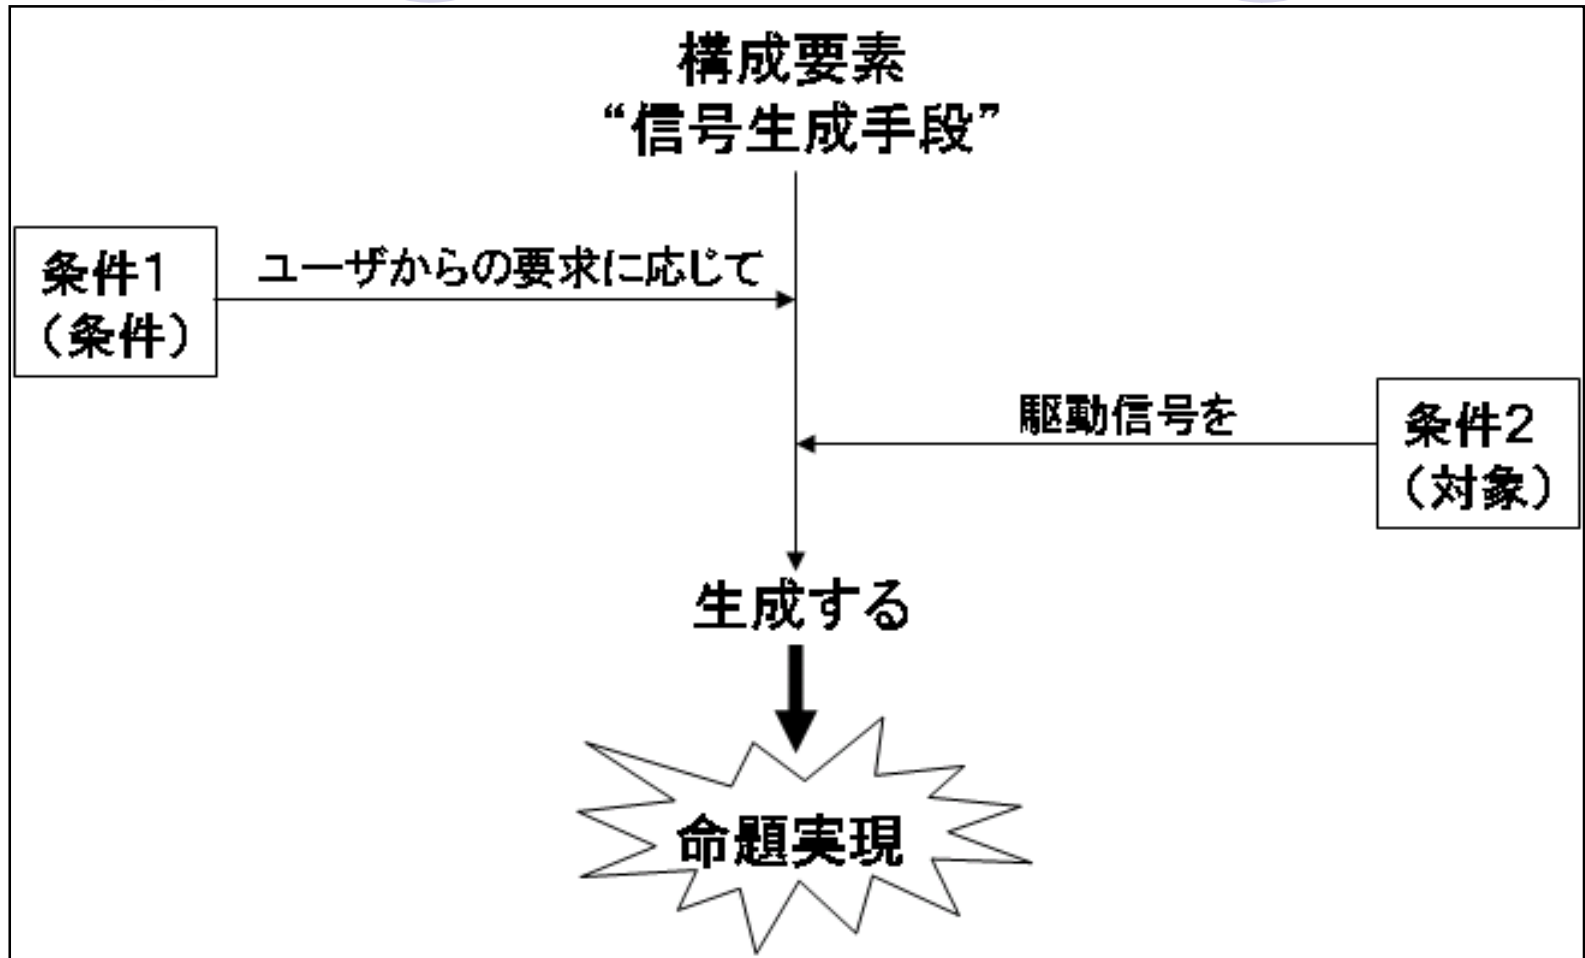 構成要素
“信号生成手段”
条件1
（条件）
ユーザからの要求に応じて
駆動信号を
条件2
（対象）
生成する
命題実現